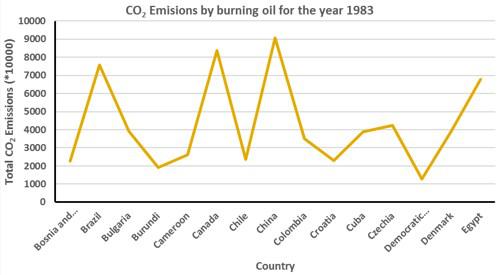 CO2 Emisions by burning oil for the year 1983
Total CO2 Emissions (*10000)
10000
9000
8000
7000
6000
5000
4000
3000
2000
1000
0
Bosnia and...
Brazil
Bulgaria
Burundi
Cameroon
Canada
Chile
China
Colombia
Croatia
Cuba
Czechia
Democratic...
Denmark
Egypt
Country